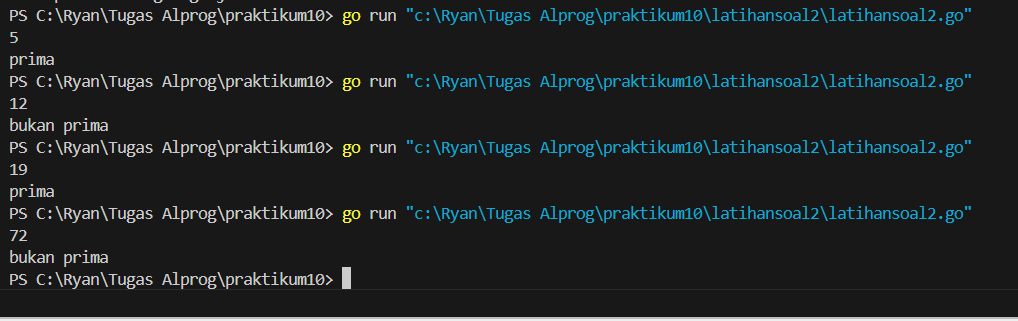 PS C:\Ryan\Tugas Alprog\praktikum10> go run "c:\Ryan\Tugas Alprog\praktikum10\latihansoal2\latihansoal2.go"
5
prima
PS C:\Ryan\Tugas Alprog\praktikum10> go run "c:\Ryan\Tugas Alprog\praktikum10\latihansoal2\latihansoal2.go"
12
bukan prima
PS C:\Ryan\Tugas Alprog\praktikum10> go run "c:\Ryan\Tugas Alprog\praktikum10\latihansoal2\latihansoal2.go"
19
prima
PS C:\Ryan\Tugas Alprog\praktikum10> go run "c:\Ryan\Tugas Alprog\praktikum10\latihansoal2\latihansoal2.go"
72
bukan prima
PS C:\Ryan\Tugas Alprog\praktikum10>